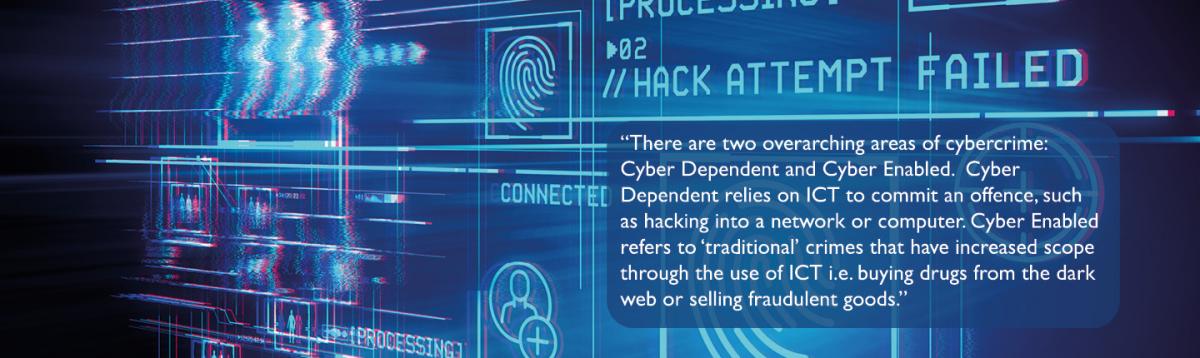 [PROCESSING].
02
//HACK ATTEMPT FAILED
“There are two overarching areas of cybercrime:
Cyber Dependent and Cyber Enabled.  Cyber
Dependent relies on ICT to commit an offence, such
as hacking into a network or computer. Cyber Enabled
refers to ‘traditional’ crimes that have increased scope
through the use of ICT i.e. buying drugs from the dark
web or selling fraudulent goods.”
CONNECTED
[PROCESSING]